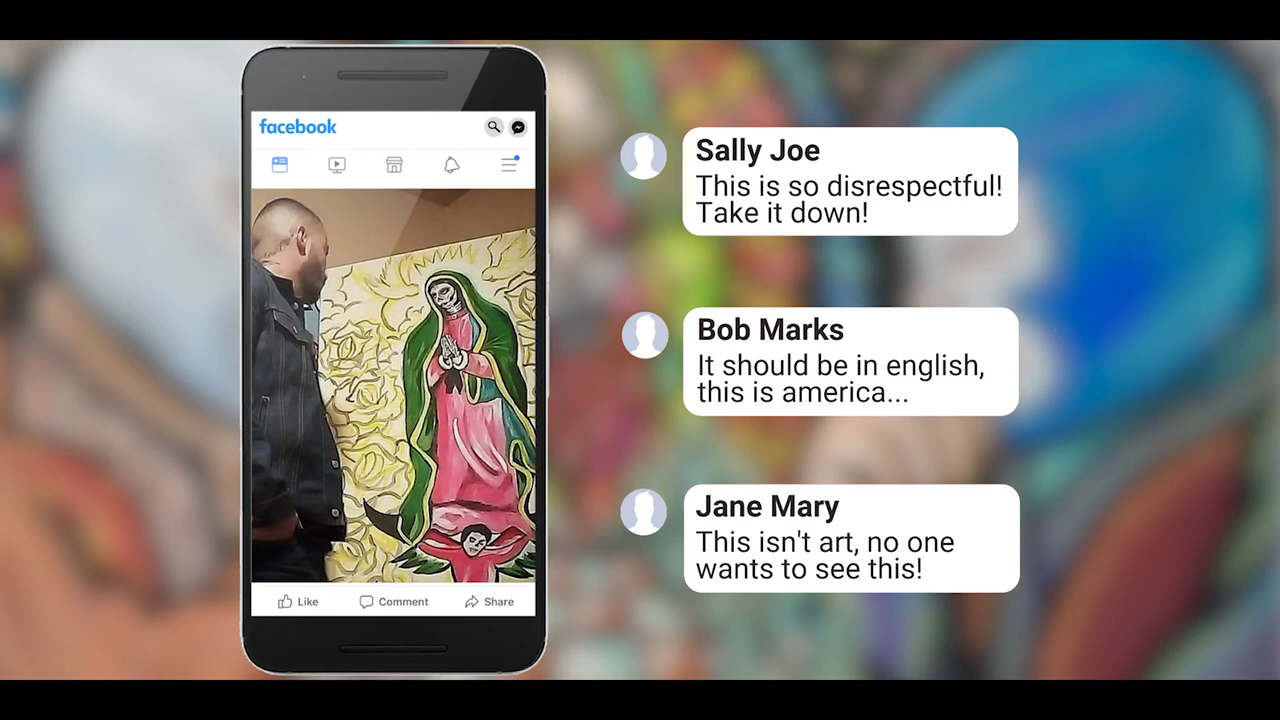 facebook
Like Comment Share
Sally Joe
This is so disrespectful!
Take it down!
Bob Marks
It should be in english,
this is america...
Jane Mary
This isn't art, no one
wants to see this!